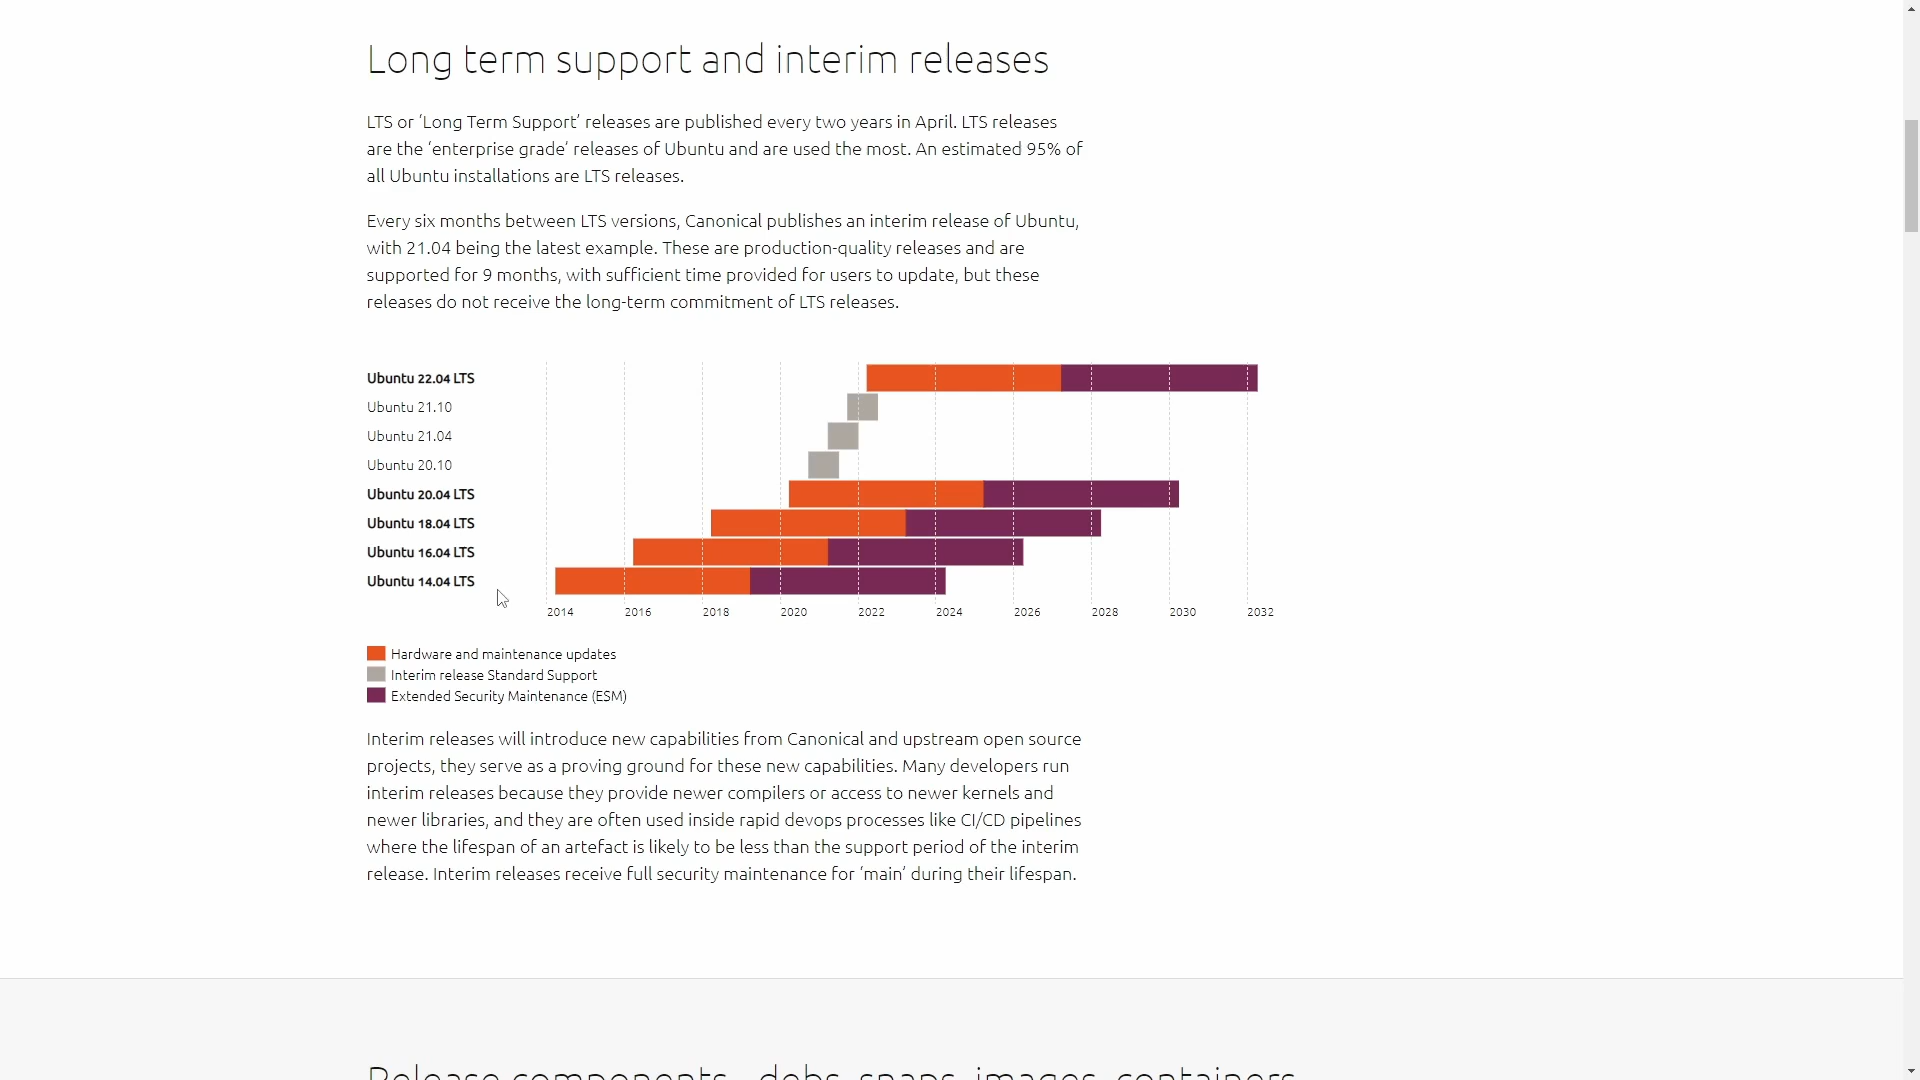 Long term support and interim releases
LTS or ‘Long Term Support’ releases are published every two years in April. LTS releases
are the ‘enterprise grade’ releases of Ubuntu and are used the most. An estimated 95% of
all Ubuntu installations are LTS releases.
Every six months between LTS versions, Canonical publishes an interim release of Ubuntu,
with 21.04 being the latest example. These are production-quality releases and are
supported for 9 months, with sufficient time provided for users to update, but these
releases do not receive the long-term commitment of LTS releases.
Ubuntu 22.04 LTS
Ubuntu 21.10
Ubuntu 21.04
Ubuntu 20.10
Ubuntu 20.04 LTS
Ubuntu 18.04 LTS
Ubuntu 16.04 LTS
Ubuntu 14.04 LTS
2014 2016 2018 2020 2022 2024 2026 2028 2030 2032
Hardware and maintenance updates
Interim release Standard Support
Extended Security Maintenance (ESM)
Interim releases will introduce new capabilities from Canonical and upstream open source
projects, they serve as a proving ground for these new capabilities. Many developers run
interim releases because they provide newer compilers or access to newer kernels and
newer libraries, and they are often used inside rapid devops processes like CI/CD pipelines
where the lifespan of an artefact is likely to be less than the support period of the interim
release. Interim releases receive full security maintenance for ‘main’ during their lifespan.
Release components - debs, snaps, images, containers